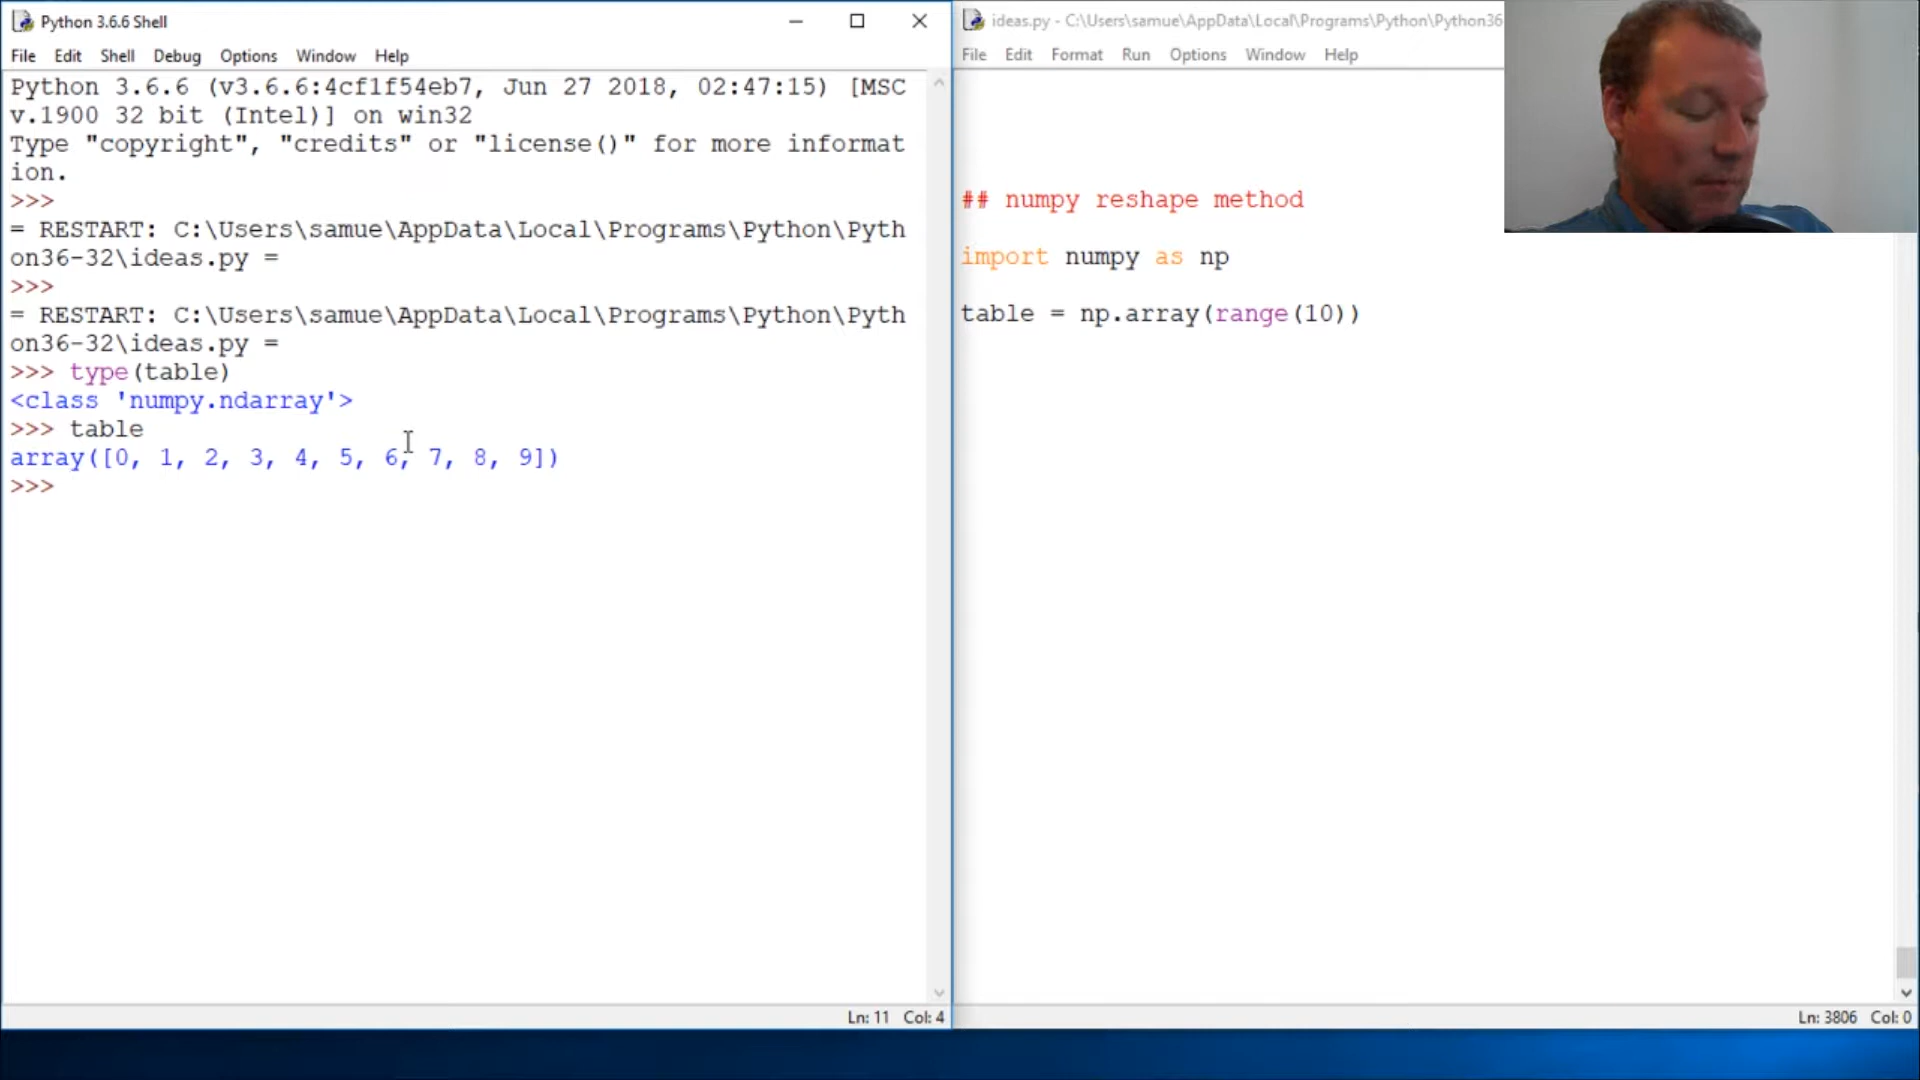 Python 3.6.6 Shell
File Edit Shell Debug Options Window Help
Python 3.6.6 (v3.6.6:4cf1f54eb7, Jun 27 2018, 02:47:15) [MSC
v.1900 32 bit (Intel)] on win32
Type "copyright", "credits" or "license()" for more informat
ion.
>>>
= RESTART: C:\Users\samue\AppData\Local\Programs\Python\Pyth
on36-32\ideas.py =
>>>
= RESTART: C:\Users\samue\AppData\Local\Programs\Python\Pyth
on36-32\ideas.py =
>>> type(table)
<class 'numpy.ndarray'>
>>> table
array([0, 1, 2, 3, 4, 5, 6, 7, 8, 9])
>>>
Ln: 11 Col: 4
ideas.py - C:\Users\samue\AppData\Local\Programs\Python\Python36
File Edit Format Run Options Window Help
## numpy reshape method
import numpy as np
table = np.array(range(10))
Ln: 3806 Col: 0